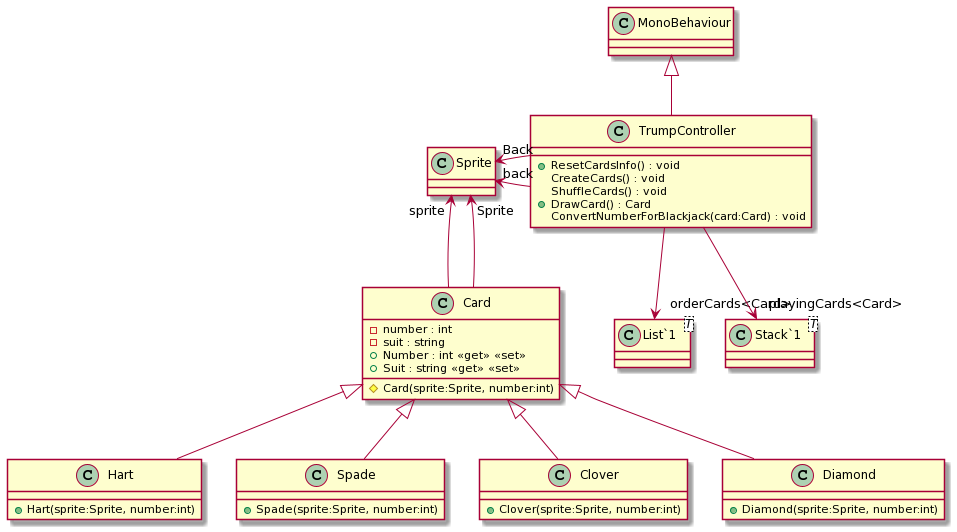 C MonoBehaviour
C TrumpController
ResetCardsInfo() : void
CreateCards() : void
ShuffleCards() : void
DrawCard() : Card
ConvertNumberForBlackjack(card:Card) : void
Back
back
C Sprite
sprite
Sprite
orderCards<Card>
playingCards<Card>
C List`1
T
C Stack`1
T
C Card
number : int
suit : string
Number : int «get» «set»
Suit : string «get» «set»
Card(sprite:Sprite, number:int)
C Hart
Hart(sprite:Sprite, number:int)
C Spade
Spade(sprite:Sprite, number:int)
C Clover
Clover(sprite:Sprite, number:int)
C Diamond
Diamond(sprite:Sprite, number:int)